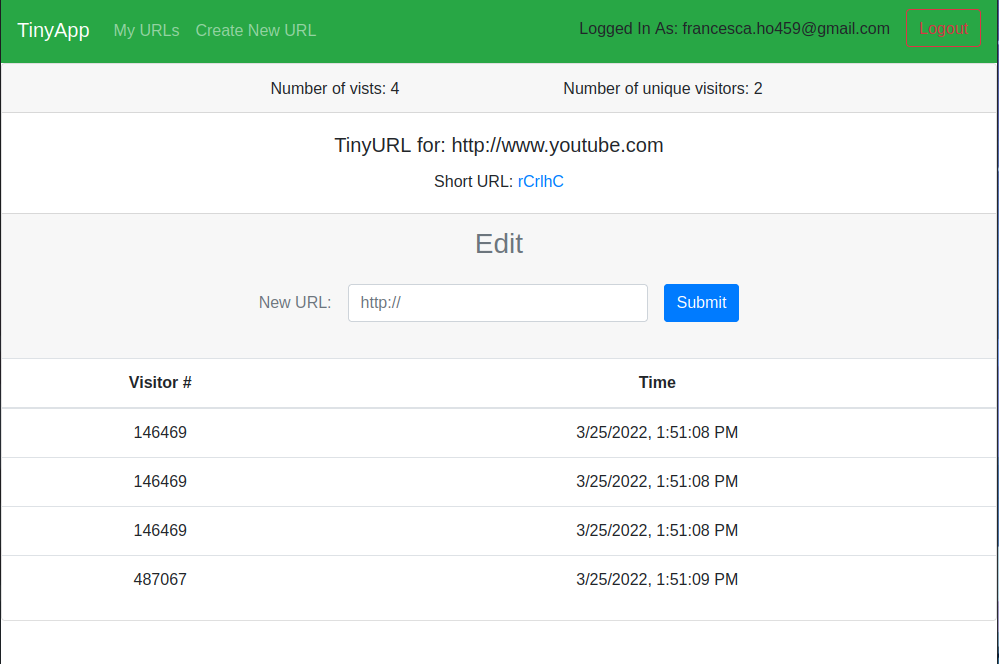 TinyApp My URLs Create New URL Logged In As: francesca.ho459@gmail.com Logout
Number of vists: 4 Number of unique visitors: 2
TinyURL for: http://www.youtube.com
Short URL: rCrlhC
Edit
New URL: http:// Submit
Visitor # Time
146469 3/25/2022, 1:51:08 PM
146469 3/25/2022, 1:51:08 PM
146469 3/25/2022, 1:51:08 PM
487067 3/25/2022, 1:51:09 PM